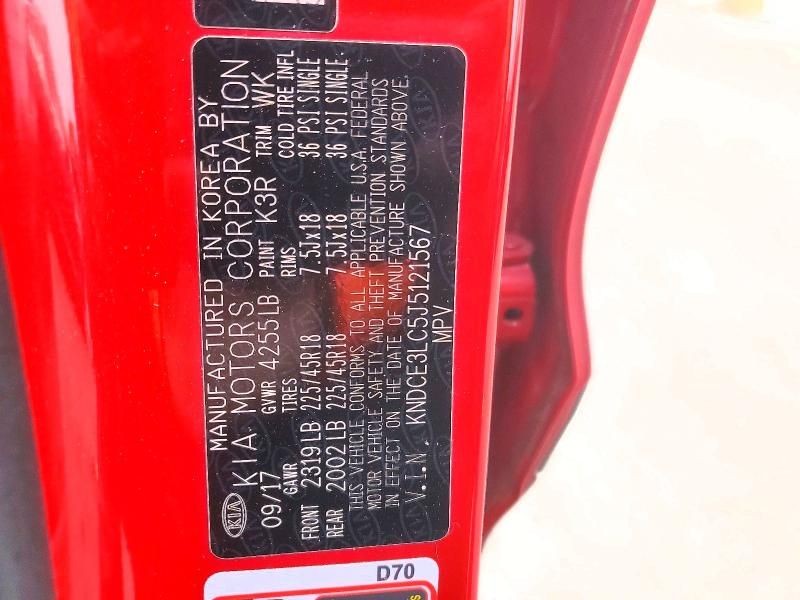 MANUFACTURED IN KOREA BY
KIA KIA MOTORS CORPORATION
09/17 GVWR 4255LB PAINT K3R TRIM WK
GAWR TIRES RIMS COLD TIRE INFL
FRONT 2319LB 225/45R18 7.5Jx18 36 PSI SINGLE
REAR 2002LB 225/45R18 7.5Jx18 36 PSI SINGLE
THIS VEHICLE CONFORMS TO ALL APPLICABLE U.S.A. FEDERAL
MOTOR VEHICLE SAFETY AND THEFT PREVENTION STANDARDS
IN EFFECT ON THE DATE OF MANUFACTURE SHOWN ABOVE.
V.I.N. KNDCE3LC5J5121567
MPV
D70